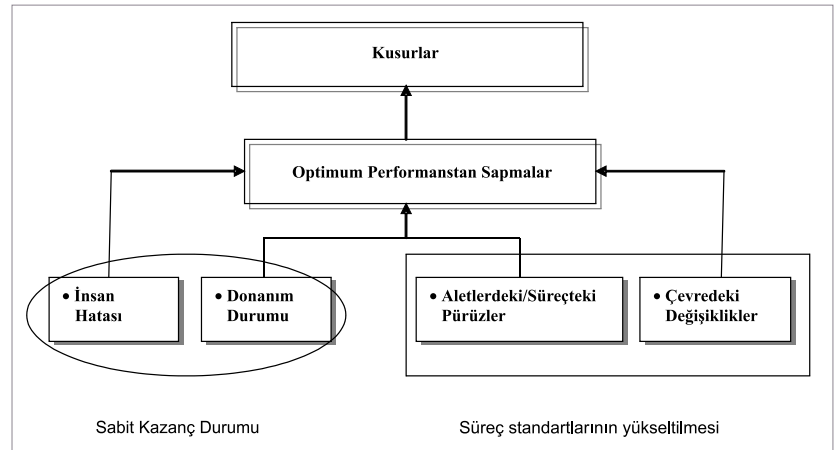 Kusurlar
Optimum Performanstan Sapmalar
• İnsan
Hatası
• Donanım
Durumu
• Aletlerdeki/Süreçteki
Pürüzler
• Çevredeki
Değişiklikler
Sabit Kazanç Durumu
Süreç standartlarının yükseltilmesi